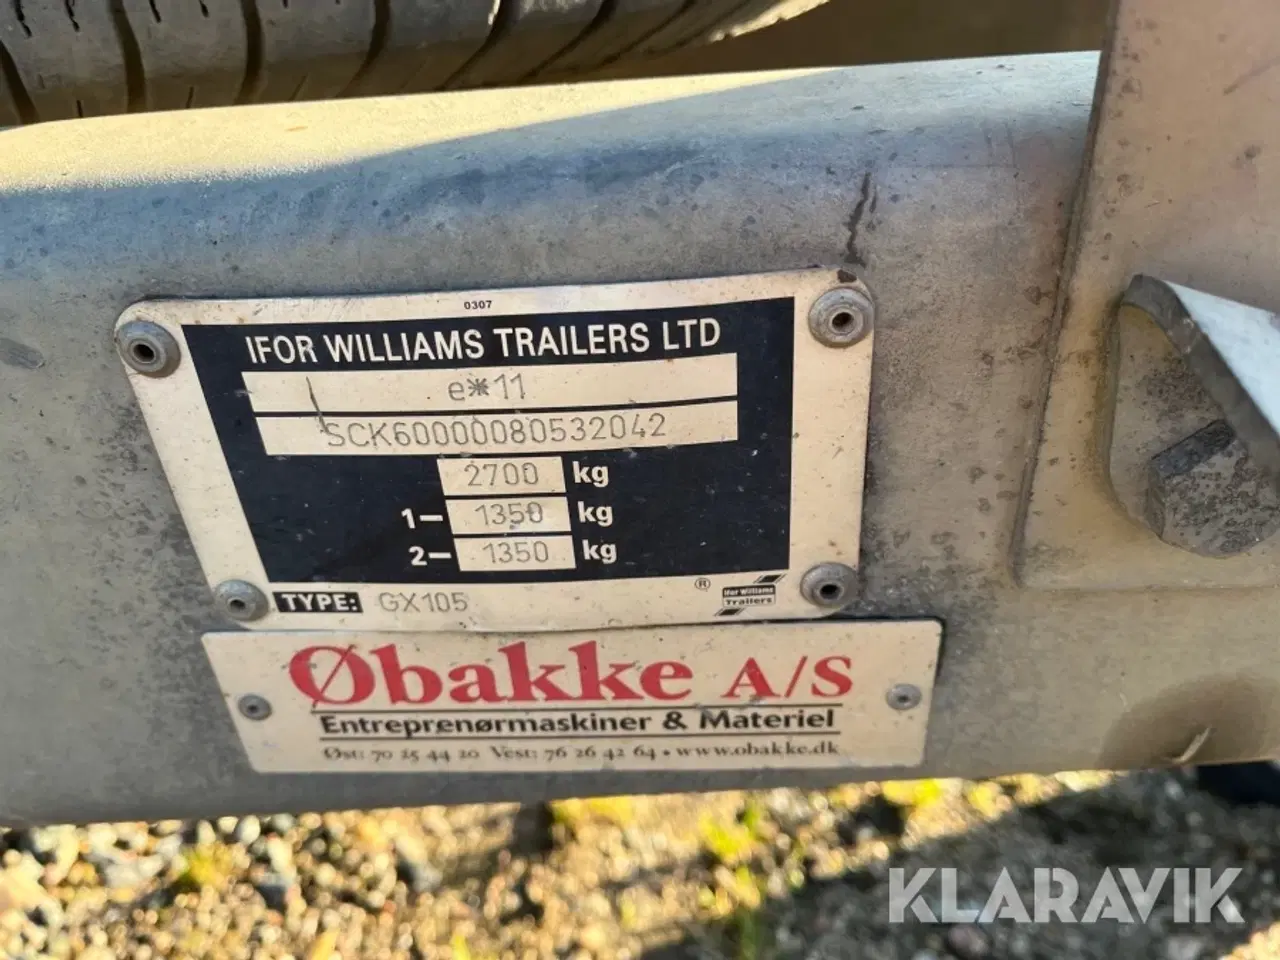 0307
IFOR WILLIAMS TRAILERS LTD
e*11
SCK60000080532042
2700 kg
1- 1350 kg
2- 1350 kg
TYPE: GX105
®
Ifor Williams
Trailers
Øbakke A/S
Entreprenørmaskiner & Materiel
Øst: 70 25 44 20 Vest: 76 26 42 64 • www.obakke.dk
KLARAVIK